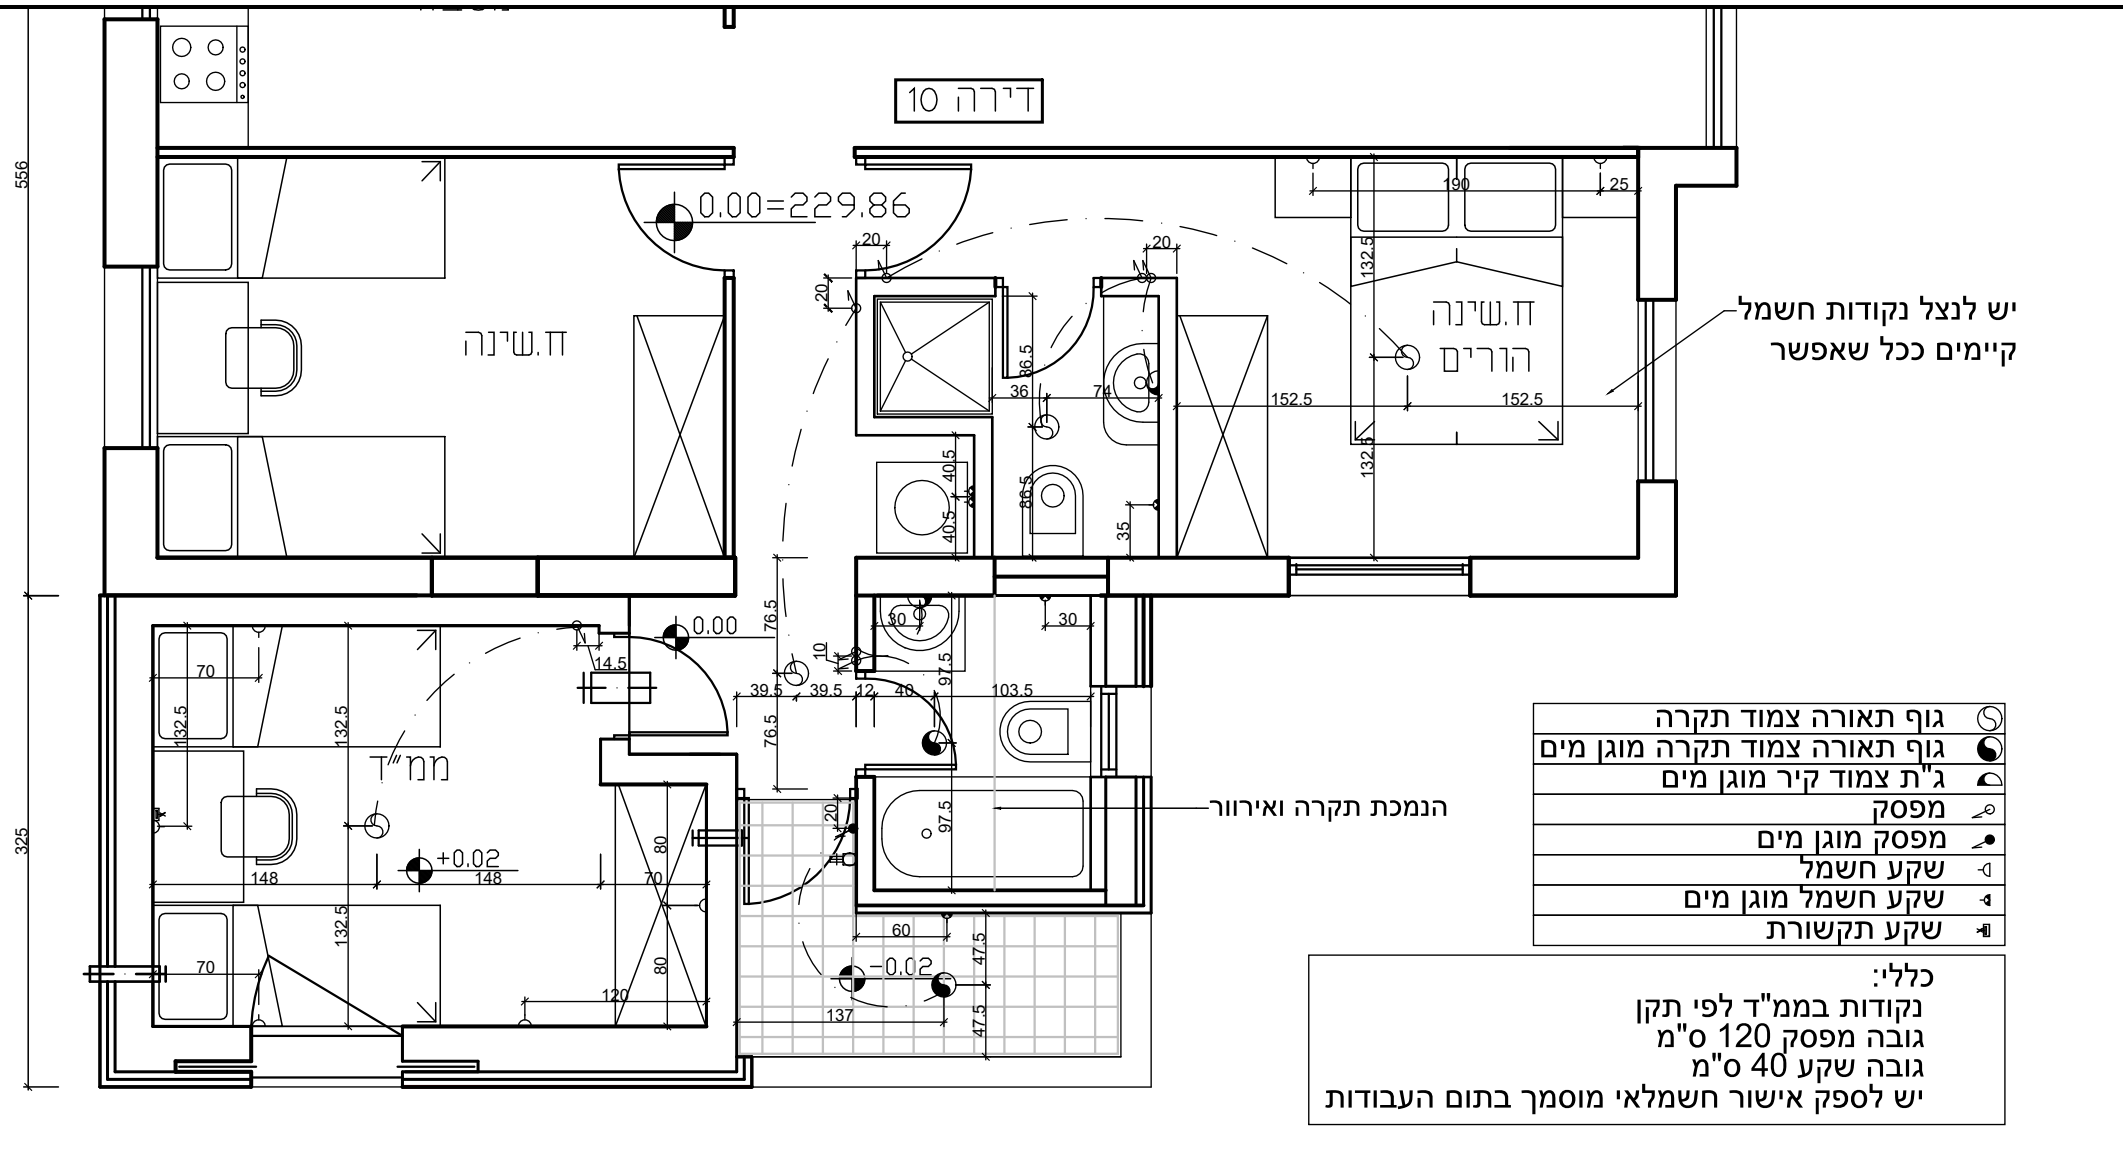 דירה 10
556
0.00=229.86
190
25
20
20
20
132.5
ח.שינה
ח.שינה
הורים
יש לנצל נקודות חשמל
קיימים ככל שאפשר
86.5
36
74
152.5
152.5
132.5
40.5
86.5
40.5
35
76.5
0.00
30
30
10
14.5
70
97.5
132.5
132.5
39.5
39.5
12
40
103.5
76.5
ממ"ד
גוף תאורה צמוד תקרה
גוף תאורה צמוד תקרה מוגן מים
ג"ת צמוד קיר מוגן מים
מפסק
מפסק מוגן מים
שקע חשמל
שקע חשמל מוגן מים
שקע תקשורת
הנמכת תקרה ואירוור
20
97.5
325
80
+0.02
148
148
70
132.5
60
47.5
70
80
-0.02
120
137
47.5
כללי:
נקודות בממ"ד לפי תקן
גובה מפסק 120 ס"מ
גובה שקע 40 ס"מ
יש לספק אישור חשמלאי מוסמך בתום העבודות